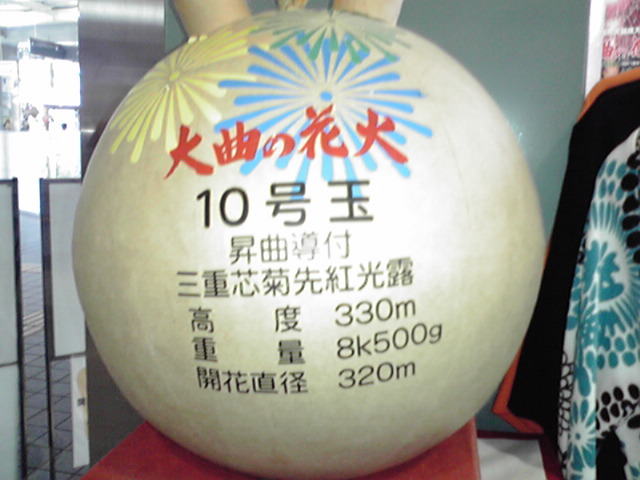 大曲の花火
10号玉
昇曲導付
三重芯菊先紅光露
高度 330m
重量 8k500g
開花直径 320m